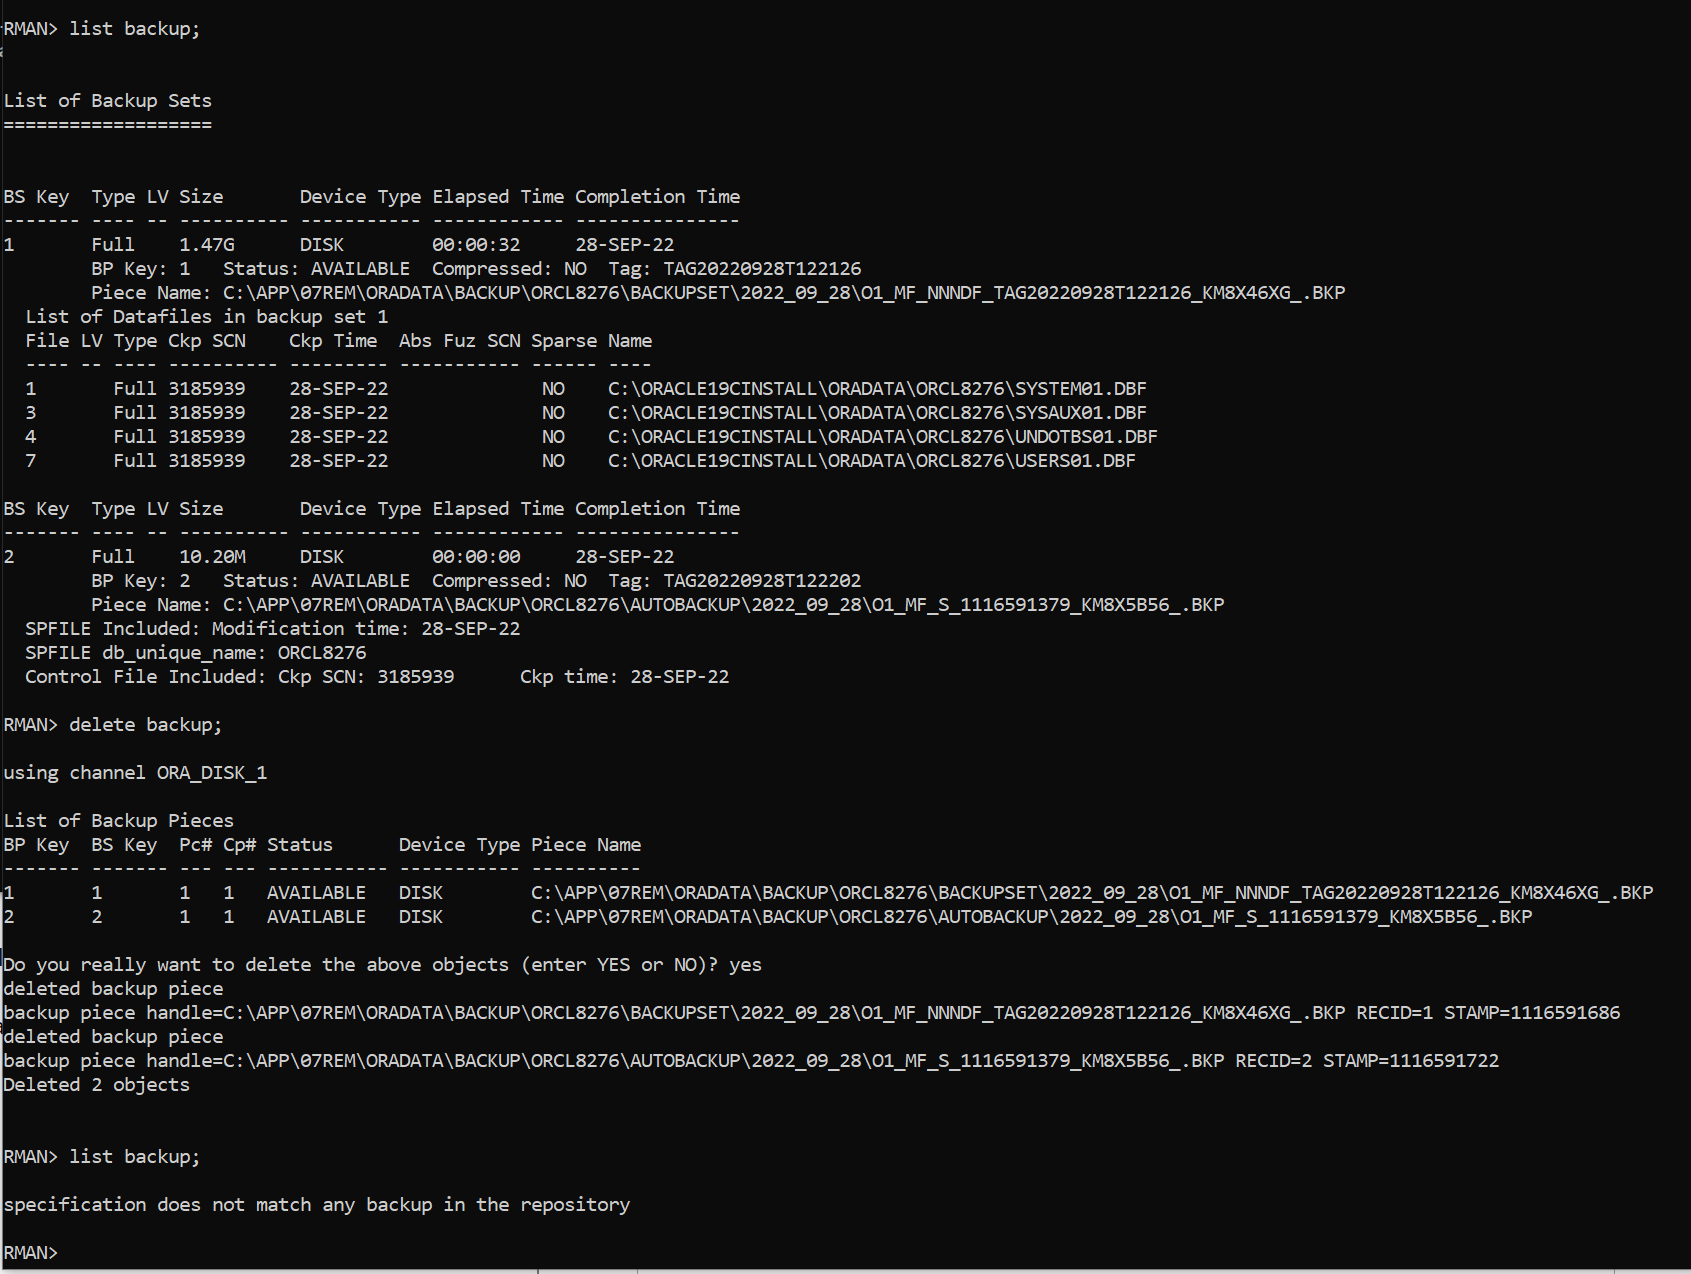 RMAN> list backup;
List of Backup Sets
===================
BS Key  Type LV Size       Device Type Elapsed Time Completion Time
------- ---- -- ---------- ----------- ------------ ---------------
1       Full    1.47G      DISK        00:00:32     28-SEP-22
        BP Key: 1   Status: AVAILABLE  Compressed: NO  Tag: TAG20220928T122126
        Piece Name: C:\APP\07REM\ORADATA\BACKUP\ORCL8276\BACKUPSET\2022_09_28\O1_MF_NNNDF_TAG20220928T122126_KM8X46XG_.BKP
  List of Datafiles in backup set 1
  File LV Type Ckp SCN    Ckp Time  Abs Fuz SCN Sparse Name
  ---- -- ---- ---------- --------- ----------- ------ ----
  1       Full 3185939    28-SEP-22              NO    C:\ORACLE19CINSTALL\ORADATA\ORCL8276\SYSTEM01.DBF
  3       Full 3185939    28-SEP-22              NO    C:\ORACLE19CINSTALL\ORADATA\ORCL8276\SYSAUX01.DBF
  4       Full 3185939    28-SEP-22              NO    C:\ORACLE19CINSTALL\ORADATA\ORCL8276\UNDOTBS01.DBF
  7       Full 3185939    28-SEP-22              NO    C:\ORACLE19CINSTALL\ORADATA\ORCL8276\USERS01.DBF
BS Key  Type LV Size       Device Type Elapsed Time Completion Time
------- ---- -- ---------- ----------- ------------ ---------------
2       Full    10.20M     DISK        00:00:00     28-SEP-22
        BP Key: 2   Status: AVAILABLE  Compressed: NO  Tag: TAG20220928T122202
        Piece Name: C:\APP\07REM\ORADATA\BACKUP\ORCL8276\AUTOBACKUP\2022_09_28\O1_MF_S_1116591379_KM8X5B56_.BKP
  SPFILE Included: Modification time: 28-SEP-22
  SPFILE db_unique_name: ORCL8276
  Control File Included: Ckp SCN: 3185939      Ckp time: 28-SEP-22
RMAN> delete backup;
using channel ORA_DISK_1
List of Backup Pieces
BP Key  BS Key  Pc# Cp# Status      Device Type Piece Name
------- ------- --- --- ----------- ----------- ----------
1       1       1   1   AVAILABLE   DISK        C:\APP\07REM\ORADATA\BACKUP\ORCL8276\BACKUPSET\2022_09_28\O1_MF_NNNDF_TAG20220928T122126_KM8X46XG_.BKP
2       2       1   1   AVAILABLE   DISK        C:\APP\07REM\ORADATA\BACKUP\ORCL8276\AUTOBACKUP\2022_09_28\O1_MF_S_1116591379_KM8X5B56_.BKP
Do you really want to delete the above objects (enter YES or NO)? yes
deleted backup piece
backup piece handle=C:\APP\07REM\ORADATA\BACKUP\ORCL8276\BACKUPSET\2022_09_28\O1_MF_NNNDF_TAG20220928T122126_KM8X46XG_.BKP RECID=1 STAMP=1116591686
deleted backup piece
backup piece handle=C:\APP\07REM\ORADATA\BACKUP\ORCL8276\AUTOBACKUP\2022_09_28\O1_MF_S_1116591379_KM8X5B56_.BKP RECID=2 STAMP=1116591722
Deleted 2 objects
RMAN> list backup;
specification does not match any backup in the repository
RMAN>